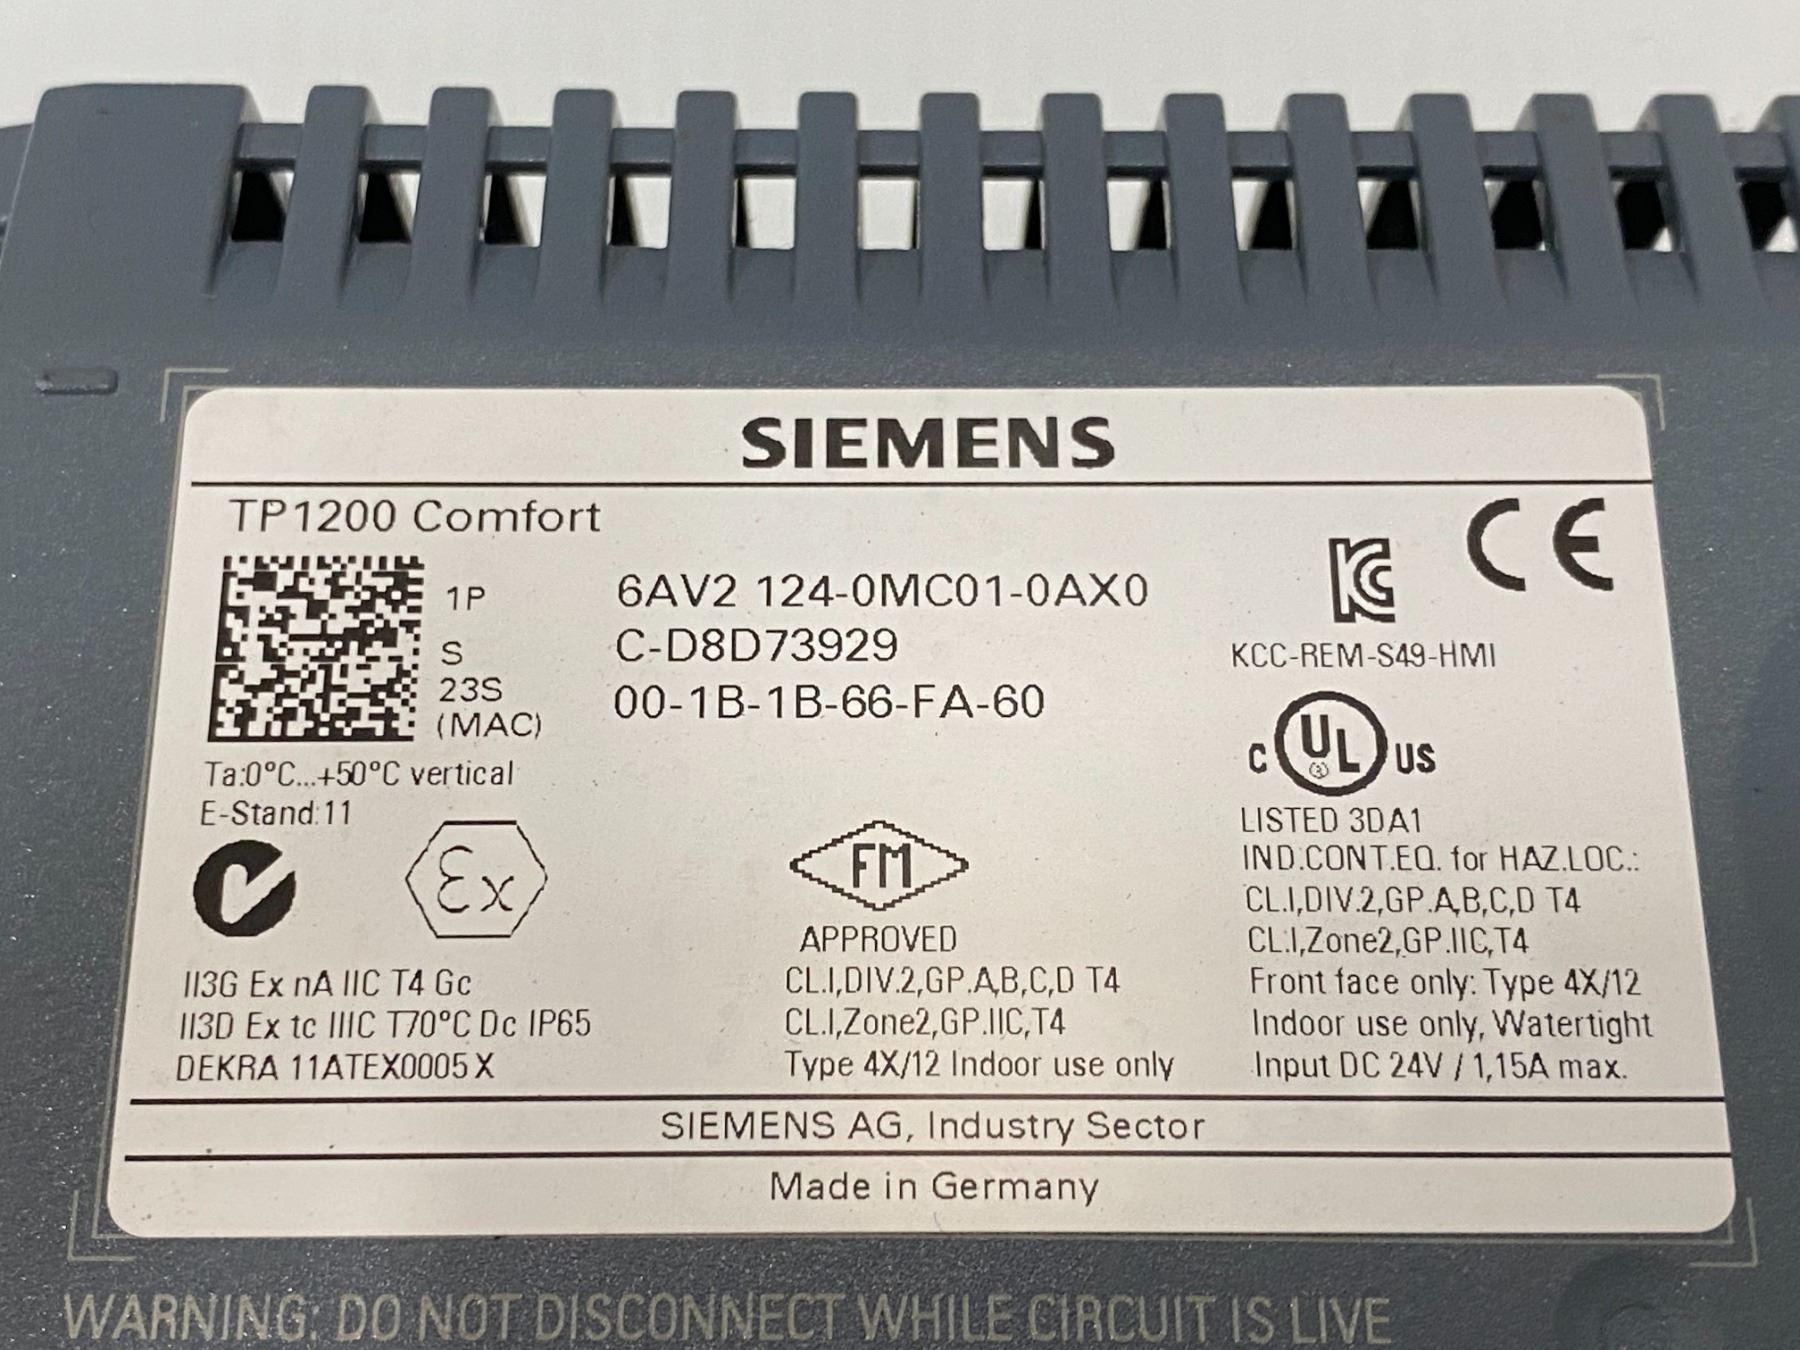 SIEMENS
TP1200 Comfort
1P 6AV2 124-0MC01-0AX0
S C-D8D73929
23S 00-1B-1B-66-FA-60
(MAC)
Ta:0°C...+50°C vertical
E-Stand:11
CE
KCC-REM-S49-HMI
C UL US
LISTED 3DA1
IND.CONT.EQ. for HAZ.LOC.:
CL.I,DIV.2,GP.A,B,C,D T4
CL.I,Zone2,GP.IIC,T4
Front face only: Type 4X/12
Indoor use only, Watertight
Input DC 24V / 1,15A max.
Ex
II3G Ex nA IIC T4 Gc
II3D Ex tc IIIC T70°C Dc IP65
DEKRA 11ATEX0005 X
FM
APPROVED
CL.I,DIV.2,GP.A,B,C,D T4
CL.I,Zone2,GP.IIC,T4
Type 4X/12 Indoor use only
SIEMENS AG, Industry Sector
Made in Germany
WARNING: DO NOT DISCONNECT WHILE CIRCUIT IS LIVE